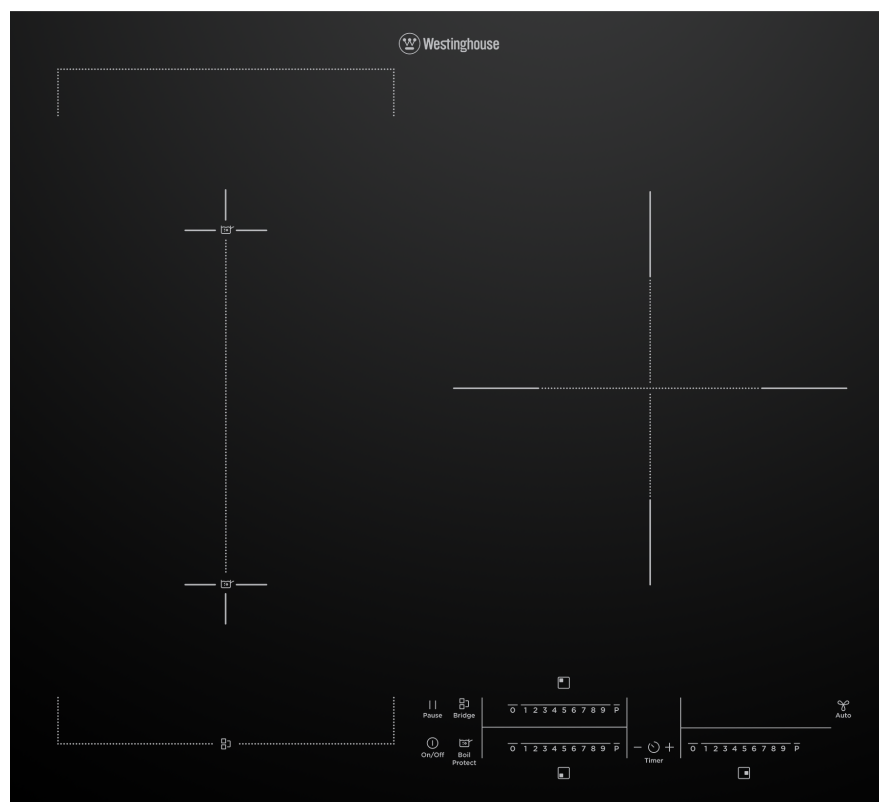 Westinghouse
Pause
Bridge
0 1 2 3 4 5 6 7 8 9 P
Auto
On/Off
Boil
Protect
0 1 2 3 4 5 6 7 8 9 P
Timer
0 1 2 3 4 5 6 7 8 9 P